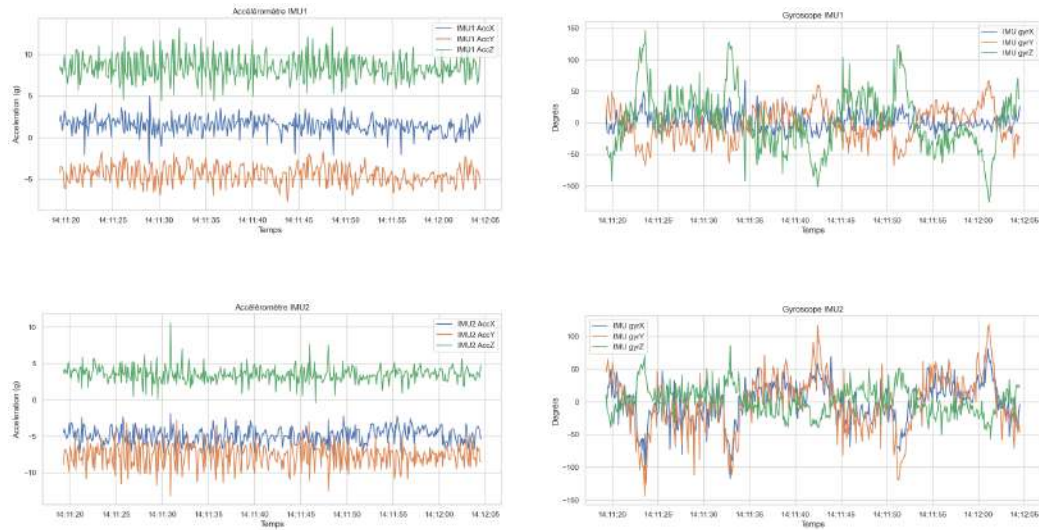 Accéléromètre IMU1
Acceleration (g)
10
5
0
−5
IMU1 AccX
IMU1 AccY
IMU1 AccZ
14:11:20 14:11:25 14:11:30 14:11:35 14:11:40 14:11:45 14:11:50 14:11:55 14:12:00 14:12:05
Temps
Gyroscope IMU1
Degré/s
150
100
50
0
−50
−100
IMU gyrX
IMU gyrY
IMU gyrZ
14:11:20 14:11:25 14:11:30 14:11:35 14:11:40 14:11:45 14:11:50 14:11:55 14:12:00 14:12:05
Temps
Accéléromètre IMU2
Acceleration (g)
10
5
0
−5
−10
IMU2 AccX
IMU2 AccY
IMU2 AccZ
14:11:20 14:11:25 14:11:30 14:11:35 14:11:40 14:11:45 14:11:50 14:11:55 14:12:00 14:12:05
Temps
Gyroscope IMU2
Degré/s
100
50
0
−50
−100
−150
IMU gyrX
IMU gyrY
IMU gyrZ
14:11:20 14:11:25 14:11:30 14:11:35 14:11:40 14:11:45 14:11:50 14:11:55 14:12:00 14:12:05
Temps